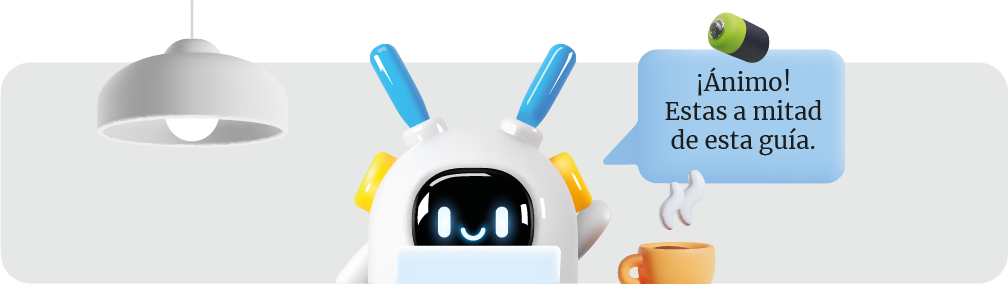 ¡Ánimo!
Estas a mitad
de esta guía.